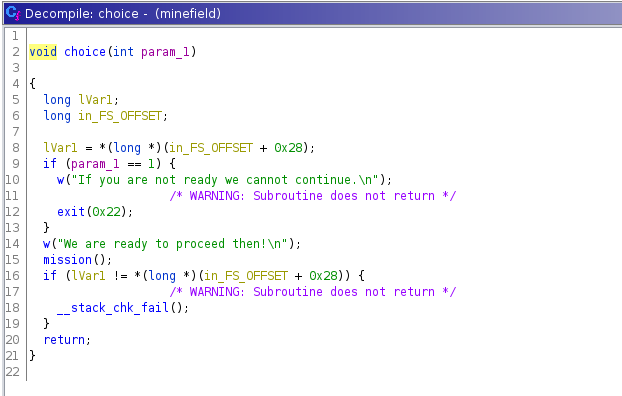 Decompile: choice - (minefield)
1
2 void choice(int param_1)
3
4 {
5 long lVar1;
6 long in_FS_OFFSET;
7
8 lVar1 = *(long *)(in_FS_OFFSET + 0x28);
9 if (param_1 == 1) {
10 w("If you are not ready we cannot continue.\n");
11 /* WARNING: Subroutine does not return */
12 exit(0x22);
13 }
14 w("We are ready to proceed then!\n");
15 mission();
16 if (lVar1 != *(long *)(in_FS_OFFSET + 0x28)) {
17 /* WARNING: Subroutine does not return */
18 __stack_chk_fail();
19 }
20 return;
21 }
22